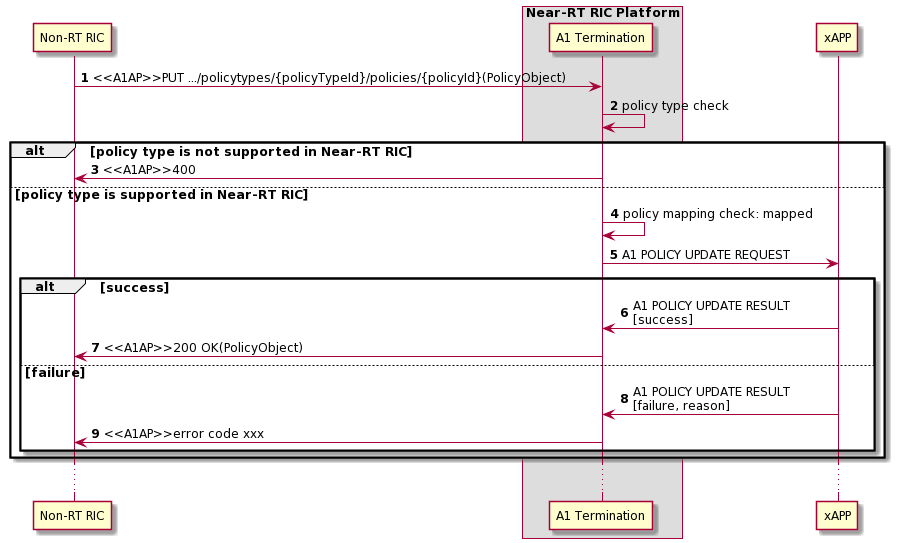 Near-RT RIC Platform
Non-RT RIC
A1 Termination
xAPP
1 <<A1AP>>PUT .../policytypes/{policyTypeId}/policies/{policyId}(PolicyObject)
2 policy type check
alt [policy type is not supported in Near-RT RIC]
3 <<A1AP>>400
[policy type is supported in Near-RT RIC]
4 policy mapping check: mapped
5 A1 POLICY UPDATE REQUEST
alt [success]
6 A1 POLICY UPDATE RESULT
[success]
7 <<A1AP>>200 OK(PolicyObject)
[failure]
8 A1 POLICY UPDATE RESULT
[failure, reason]
9 <<A1AP>>error code xxx
Non-RT RIC
A1 Termination
xAPP